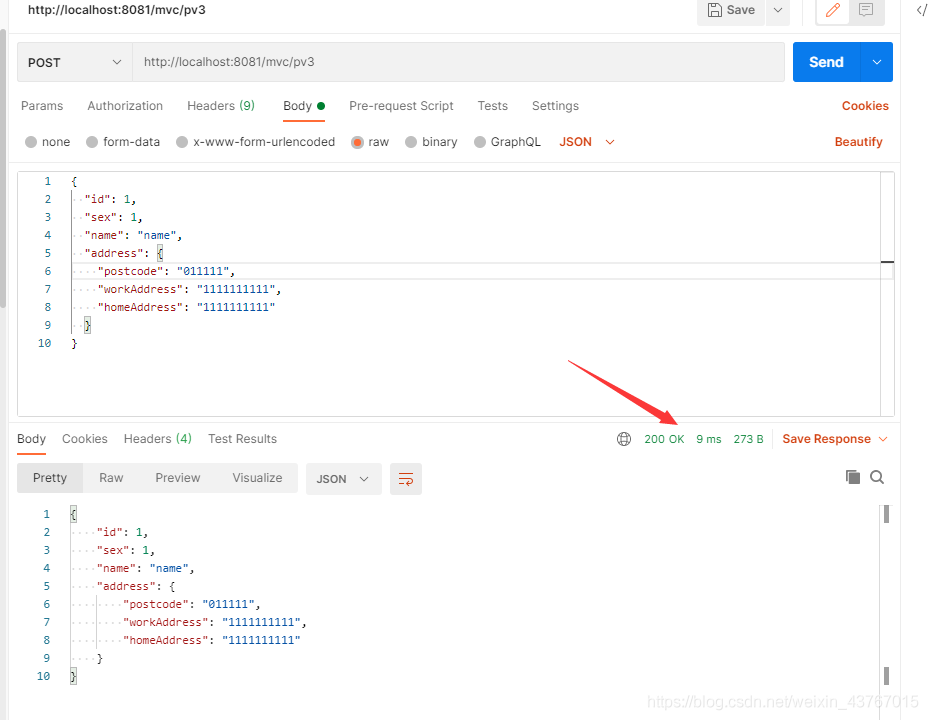 http://localhost:8081/mvc/pv3
Save
POST http://localhost:8081/mvc/pv3 Send
Params Authorization Headers (9) Body Pre-request Script Tests Settings Cookies
none form-data x-www-form-urlencoded raw binary GraphQL JSON Beautify
1 {
2 "id": 1,
3 "sex": 1,
4 "name": "name",
5 "address": {
6 "postcode": "011111",
7 "workAddress": "1111111111",
8 "homeAddress": "1111111111"
9 }
10 }
Body Cookies Headers (4) Test Results 200 OK 9 ms 273 B Save Response
Pretty Raw Preview Visualize JSON
1 {
2 "id": 1,
3 "sex": 1,
4 "name": "name",
5 "address": {
6 "postcode": "011111",
7 "workAddress": "1111111111",
8 "homeAddress": "1111111111"
9 }
10 }
https://blog.csdn.net/weixin_43767015